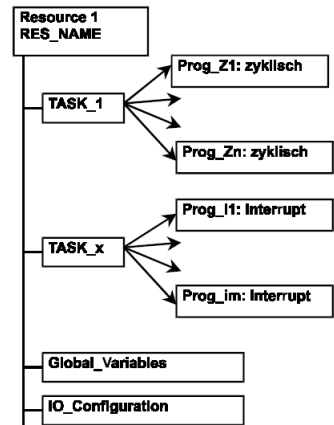 Resource 1
RES_NAME
Prog_Z1: zyklisch
TASK_1
Prog_Zn: zyklisch
Prog_I1: Interrupt
TASK_x
Prog_im: Interrupt
Global_Variables
IO_Configuration